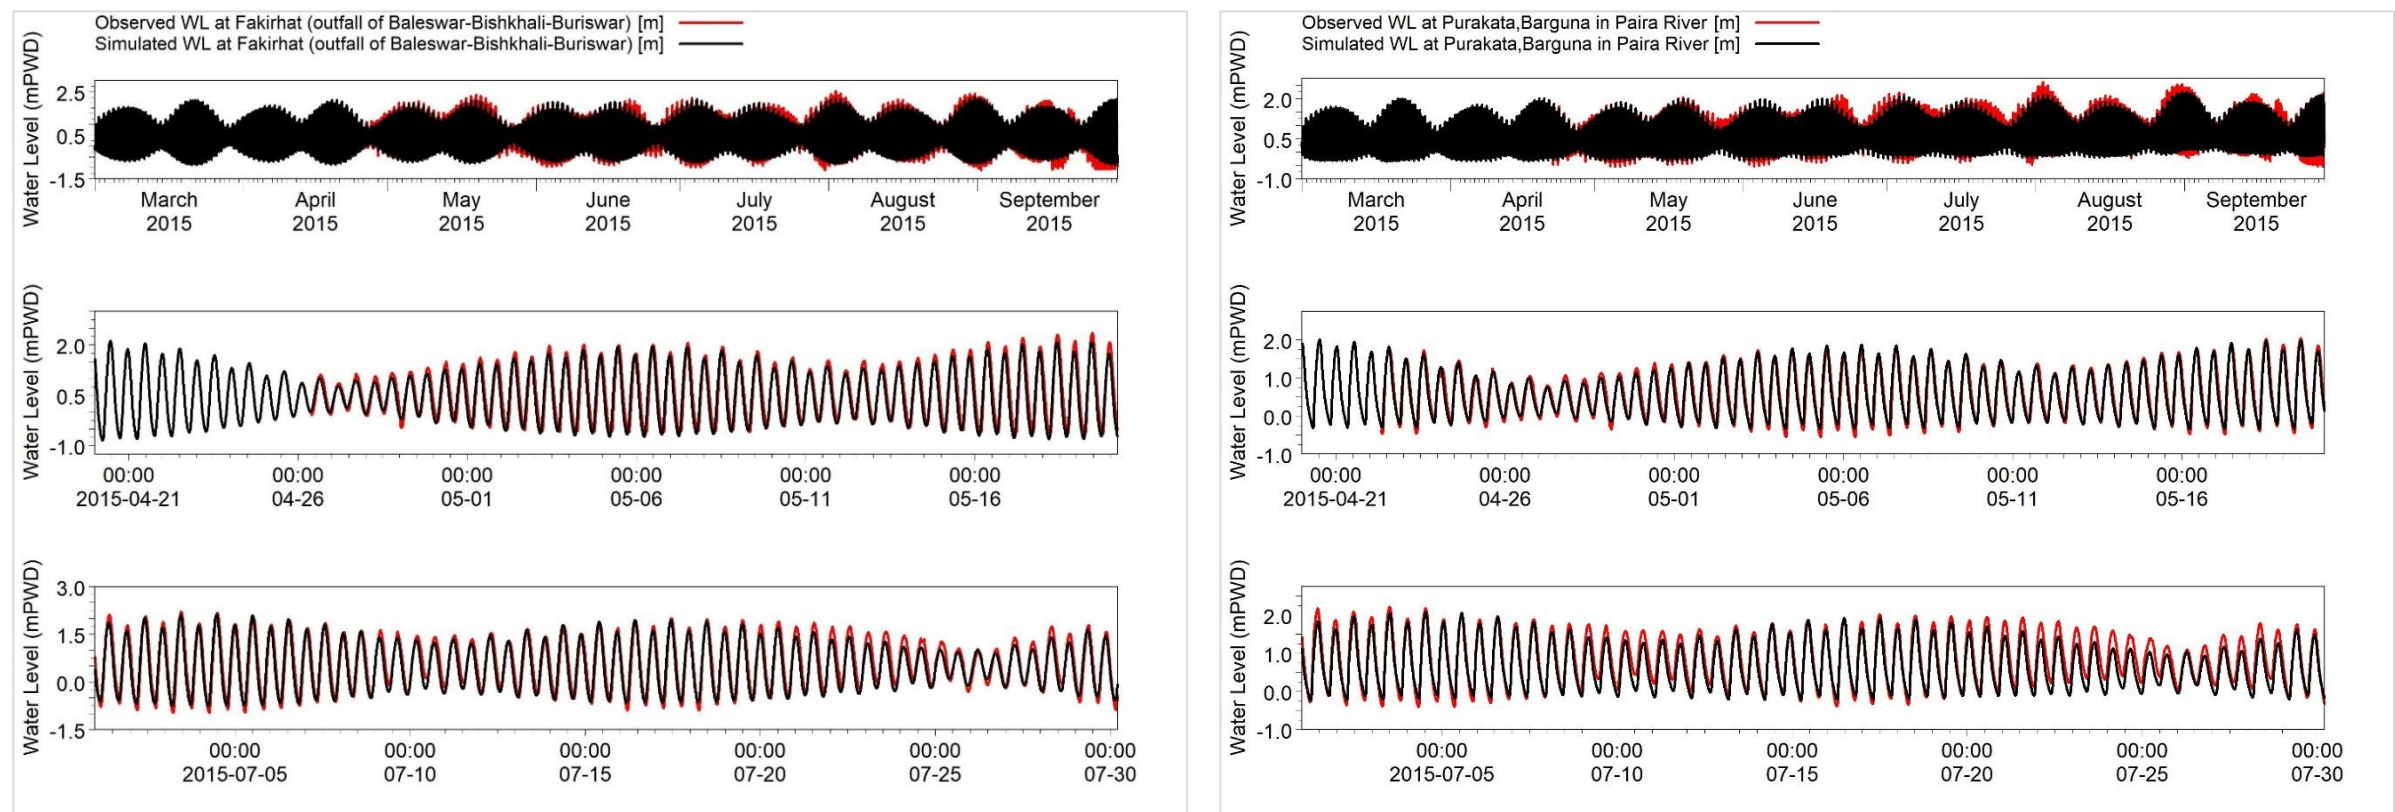 Observed WL at Fakirhat (outfall of Baleswar-Bishkhali-Buriswar) [m]
Simulated WL at Fakirhat (outfall of Baleswar-Bishkhali-Buriswar) [m]
Water Level (mPWD)
2.5
0.5
-1.5
March April May June July August September
2015 2015 2015 2015 2015 2015 2015
Water Level (mPWD)
2.0
0.5
-1.0
00:00 00:00 00:00 00:00 00:00 00:00
2015-04-21 04-26 05-01 05-06 05-11 05-16
Water Level (mPWD)
3.0
1.5
0.0
-1.5
00:00 00:00 00:00 00:00 00:00 00:00
2015-07-05 07-10 07-15 07-20 07-25 07-30
Observed WL at Purakata,Barguna in Paira River [m]
Simulated WL at Purakata,Barguna in Paira River [m]
Water Level (mPWD)
2.0
0.5
-1.0
March April May June July August September
2015 2015 2015 2015 2015 2015 2015
Water Level (mPWD)
2.0
1.0
0.0
-1.0
00:00 00:00 00:00 00:00 00:00 00:00
2015-04-21 04-26 05-01 05-06 05-11 05-16
Water Level (mPWD)
2.0
1.0
0.0
-1.0
00:00 00:00 00:00 00:00 00:00 00:00
2015-07-05 07-10 07-15 07-20 07-25 07-30